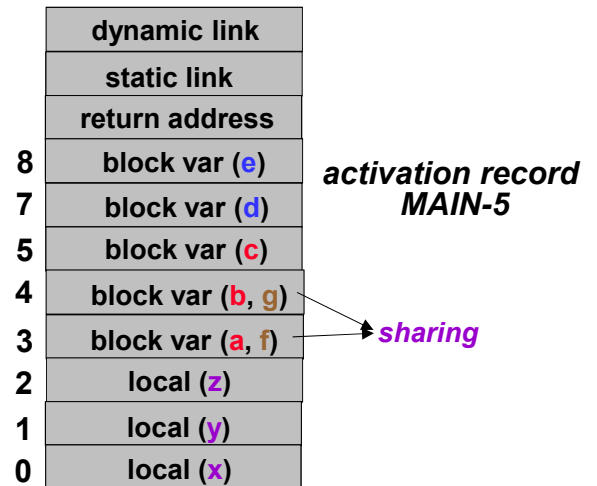 dynamic link
static link
return address
8 block var (e)
7 block var (d)
5 block var (c)
4 block var (b, g)
3 block var (a, f)
2 local (z)
1 local (y)
0 local (x)
activation record
MAIN-5
sharing